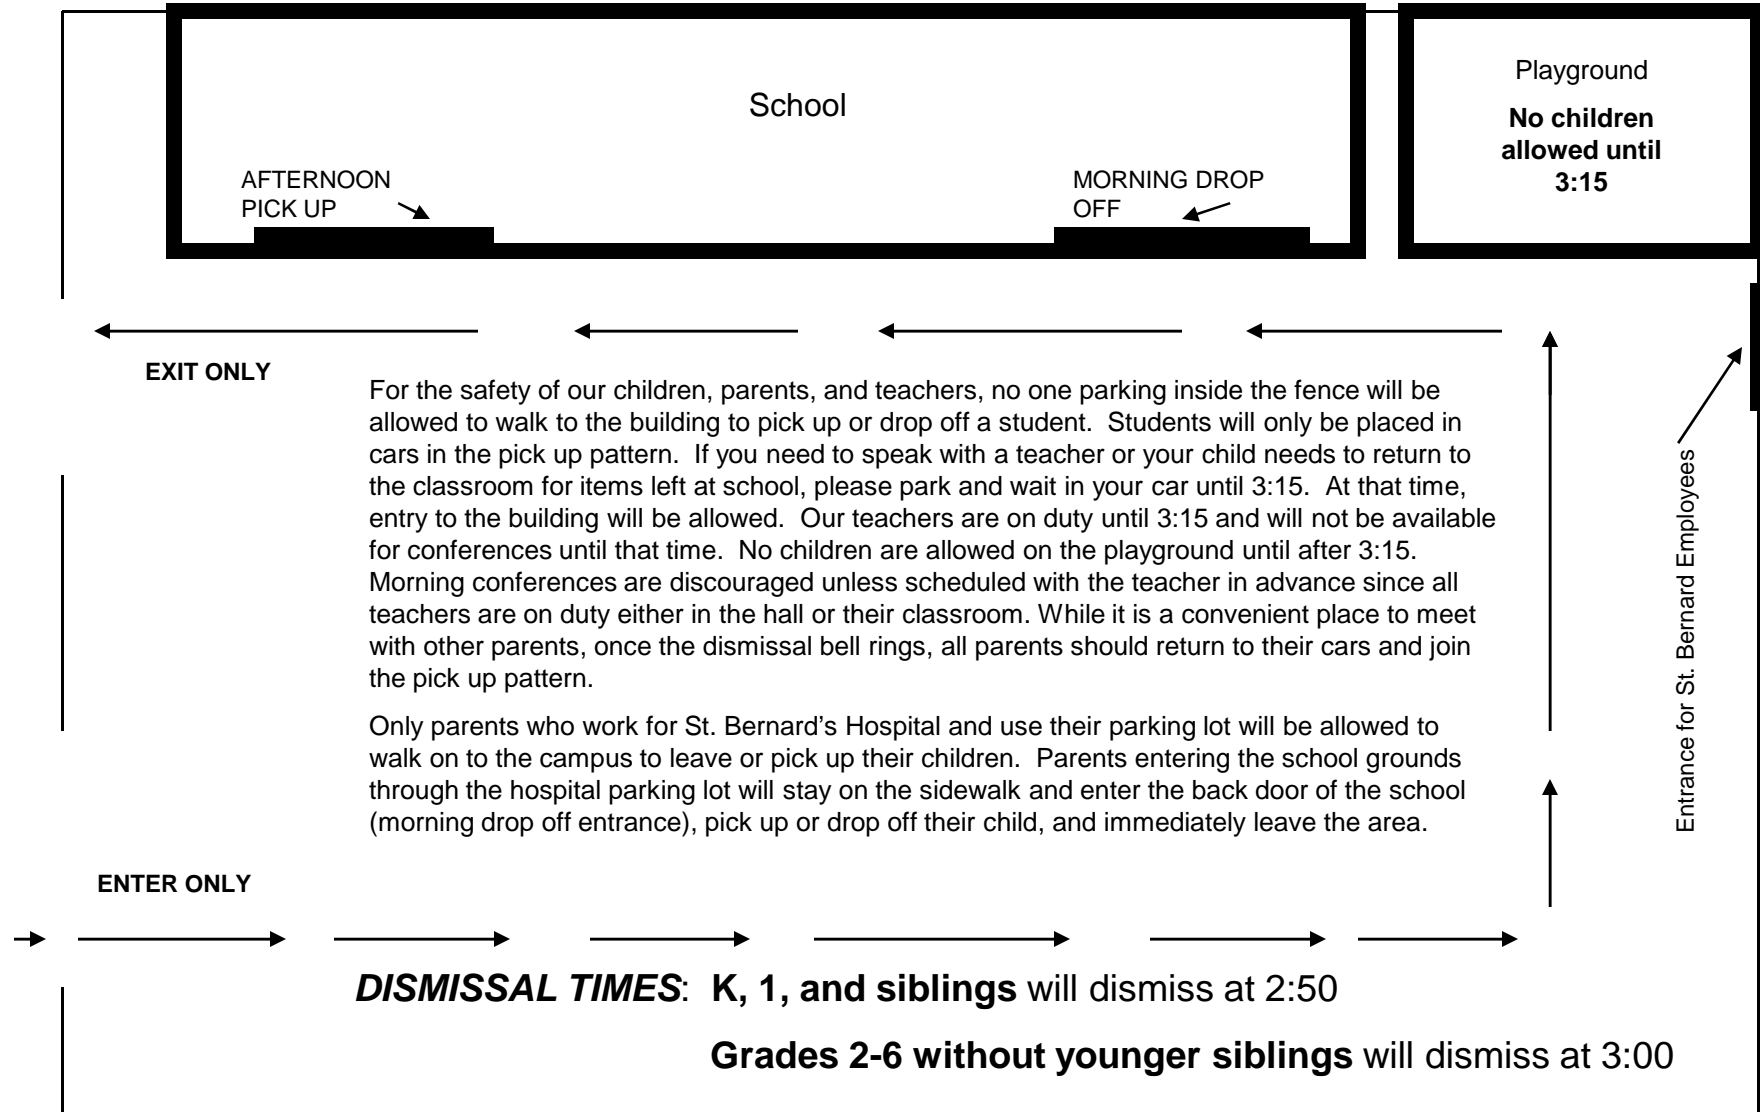 School
Playground
No children
allowed until
3:15
AFTERNOON
PICK UP
MORNING DROP
OFF
EXIT ONLY
For the safety of our children, parents, and teachers, no one parking inside the fence will be
allowed to walk to the building to pick up or drop off a student.  Students will only be placed in
cars in the pick up pattern.  If you need to speak with a teacher or your child needs to return to
the classroom for items left at school, please park and wait in your car until 3:15.  At that time,
entry to the building will be allowed.  Our teachers are on duty until 3:15 and will not be available
for conferences until that time.  No children are allowed on the playground until after 3:15.
Morning conferences are discouraged unless scheduled with the teacher in advance since all
teachers are on duty either in the hall or their classroom. While it is a convenient place to meet
with other parents, once the dismissal bell rings, all parents should return to their cars and join
the pick up pattern.
Only parents who work for St. Bernard’s Hospital and use their parking lot will be allowed to
walk on to the campus to leave or pick up their children.  Parents entering the school grounds
through the hospital parking lot will stay on the sidewalk and enter the back door of the school
(morning drop off entrance), pick up or drop off their child, and immediately leave the area.
Entrance for St. Bernard Employees
ENTER ONLY
DISMISSAL TIMES:  K, 1, and siblings will dismiss at 2:50
Grades 2-6 without younger siblings will dismiss at 3:00